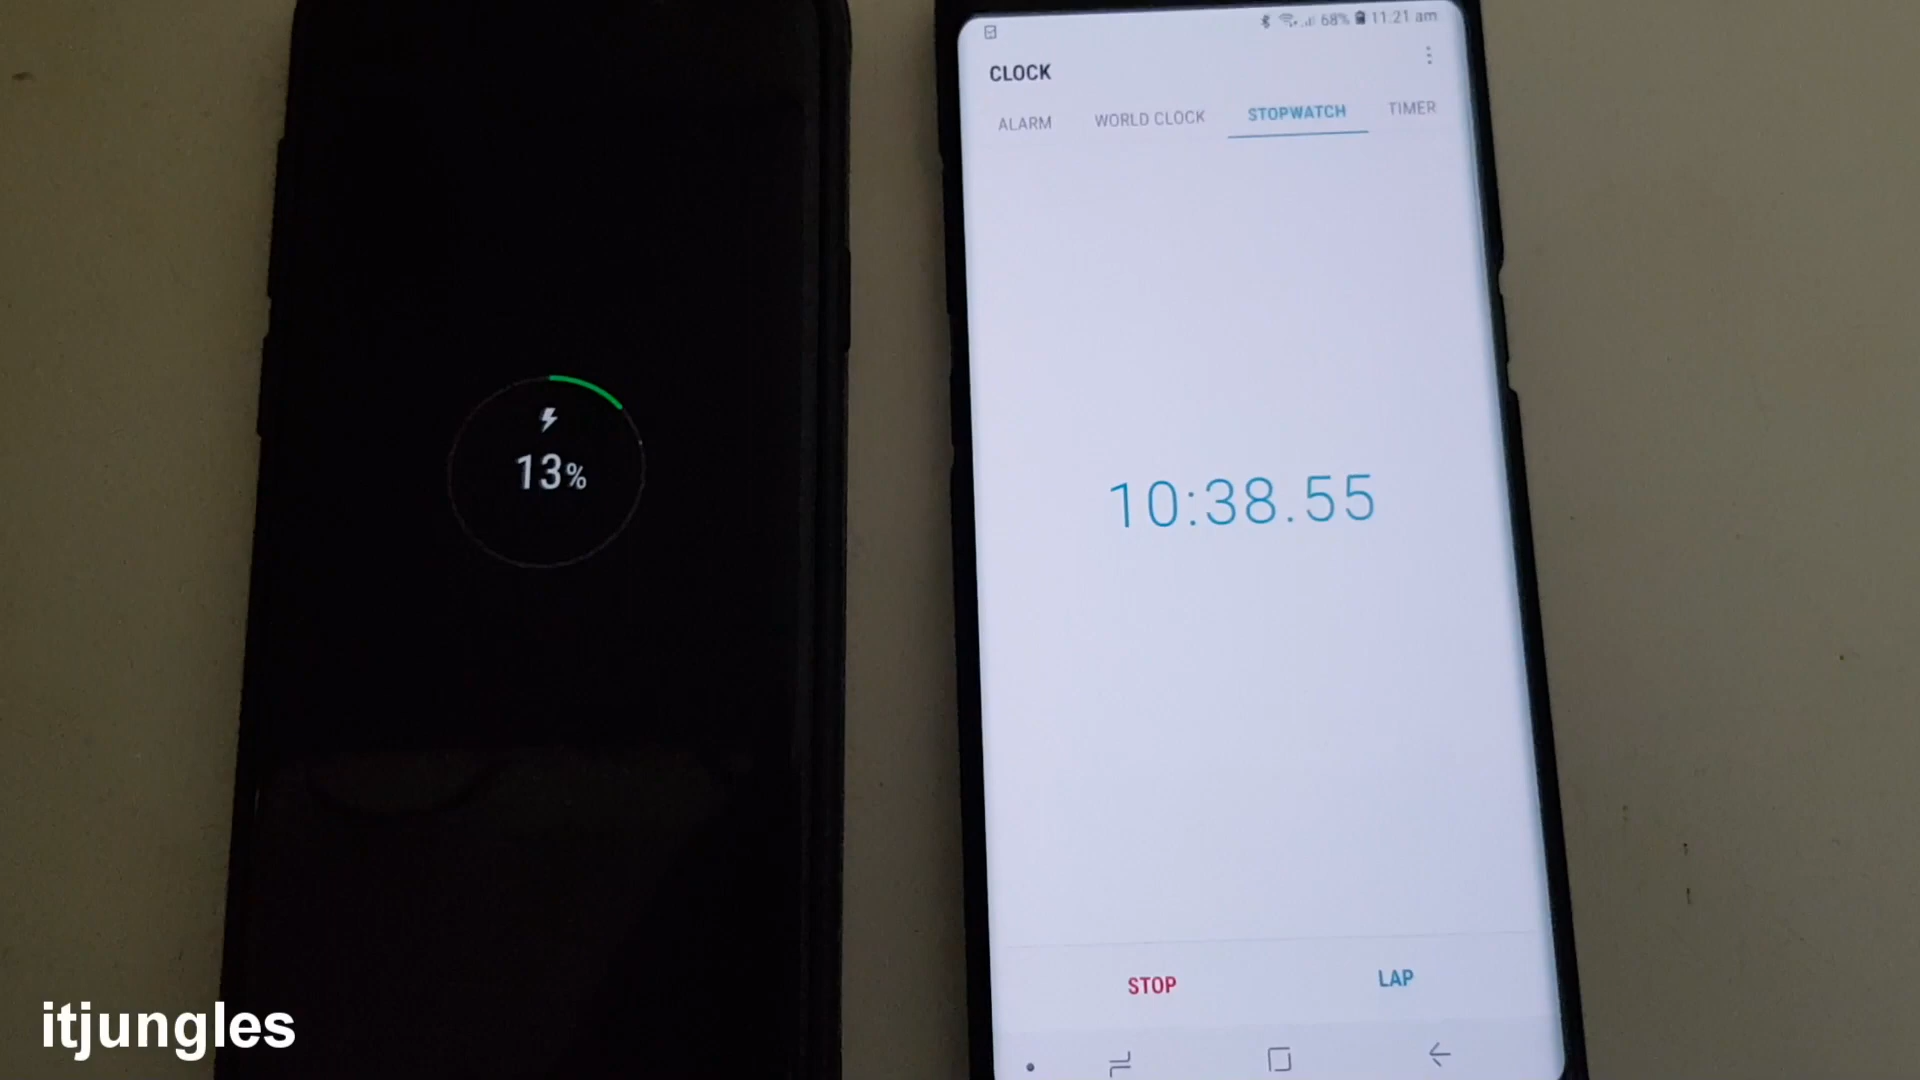 13%
68% 11:21 am
CLOCK
ALARM WORLD CLOCK STOPWATCH TIMER
10:38.55
STOP LAP
itjungles